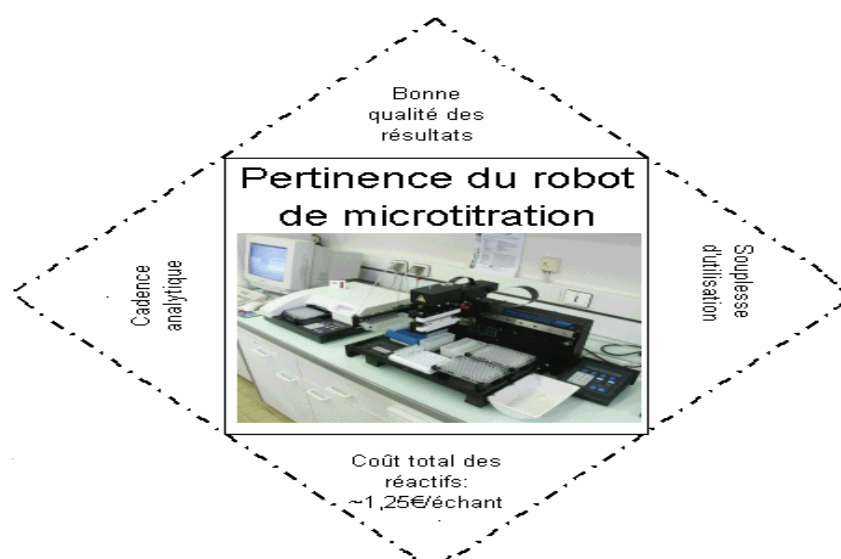 Bonne
qualité des
résultats
Pertinence du robot
de microtitration
Cadence
analytique
Souplesse
d'utilisation
Coût total des
réactifs:
~1,25€/échant